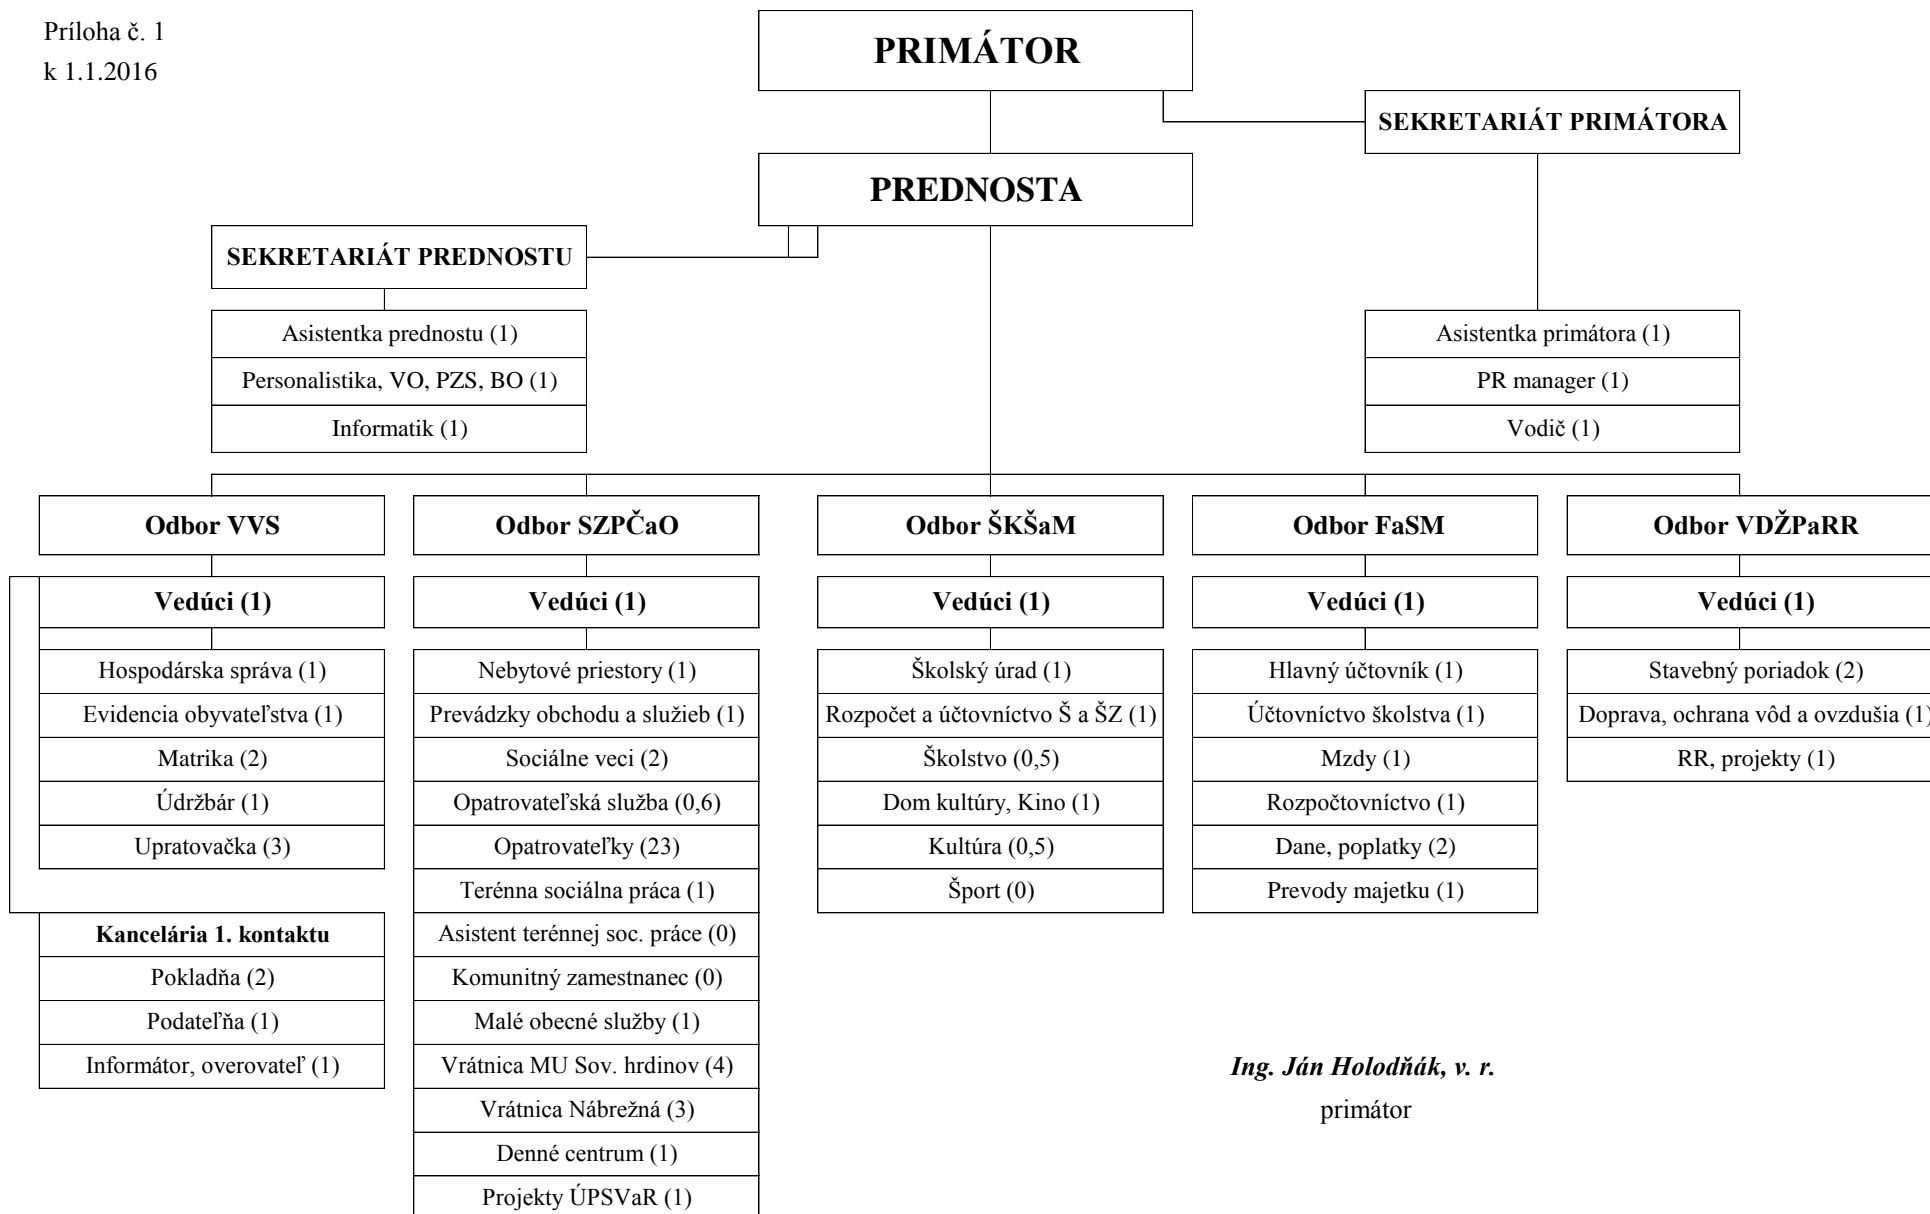 Príloha č. 1
k 1.1.2016
PRIMÁTOR
SEKRETARIÁT PRIMÁTORA
PREDNOSTA
SEKRETARIÁT PREDNOSTU
Asistentka prednostu (1)
Personalistika, VO, PZS, BO (1)
Informatik (1)
Asistentka primátora (1)
PR manager (1)
Vodič (1)
Odbor VVS
Vedúci (1)
Hospodárska správa (1)
Evidencia obyvateľstva (1)
Matrika (2)
Údržbár (1)
Upratovačka (3)
Kancelária 1. kontaktu
Pokladňa (2)
Podateľňa (1)
Informátor, overovateľ (1)
Odbor SZPČaO
Vedúci (1)
Nebytové priestory (1)
Prevádzky obchodu a služieb (1)
Sociálne veci (2)
Opatrovateľská služba (0,6)
Opatrovateľky (23)
Terénna sociálna práca (1)
Asistent terénnej soc. práce (0)
Komunitný zamestnanec (0)
Malé obecné služby (1)
Vrátnica MU Sov. hrdinov (4)
Vrátnica Nábrežná (3)
Denné centrum (1)
Projekty ÚPSVaR (1)
Odbor ŠKŠaM
Vedúci (1)
Školský úrad (1)
Rozpočet a účtovníctvo Š a ŠZ (1)
Školstvo (0,5)
Dom kultúry, Kino (1)
Kultúra (0,5)
Šport (0)
Odbor FaSM
Vedúci (1)
Hlavný účtovník (1)
Účtovníctvo školstva (1)
Mzdy (1)
Rozpočtovníctvo (1)
Dane, poplatky (2)
Prevody majetku (1)
Odbor VDŽPaRR
Vedúci (1)
Stavebný poriadok (2)
Doprava, ochrana vôd a ovzdušia (1)
RR, projekty (1)
Ing. Ján Holodňák, v. r.
primátor